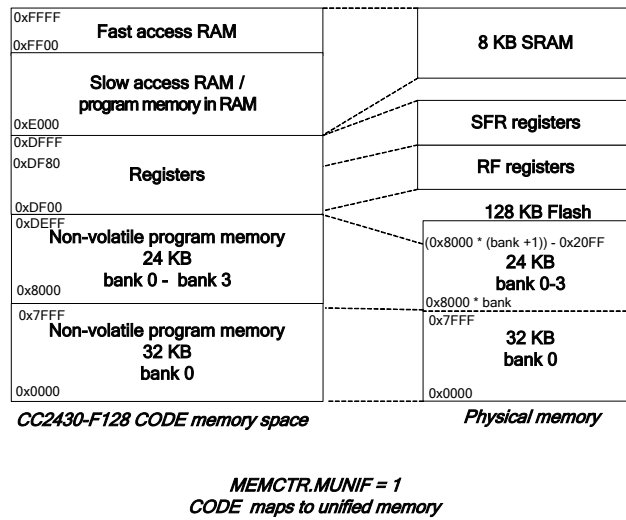 0xFFFF
Fast access RAM
0xFF00
Slow access RAM /
program memory in RAM
0xE000
0xDFFF
0xDF80
Registers
0xDF00
0xDEFF
Non-volatile program memory
24 KB
bank 0 - bank 3
0x8000
0x7FFF
Non-volatile program memory
32 KB
bank 0
0x0000
CC2430-F128 CODE memory space
8 KB SRAM
SFR registers
RF registers
128 KB Flash
((0x8000 * (bank +1)) - 0x20FF
24 KB
bank 0-3
0x8000 * bank
0x7FFF
32 KB
bank 0
0x0000
Physical memory
MEMCTR.MUNIF = 1
CODE maps to unified memory